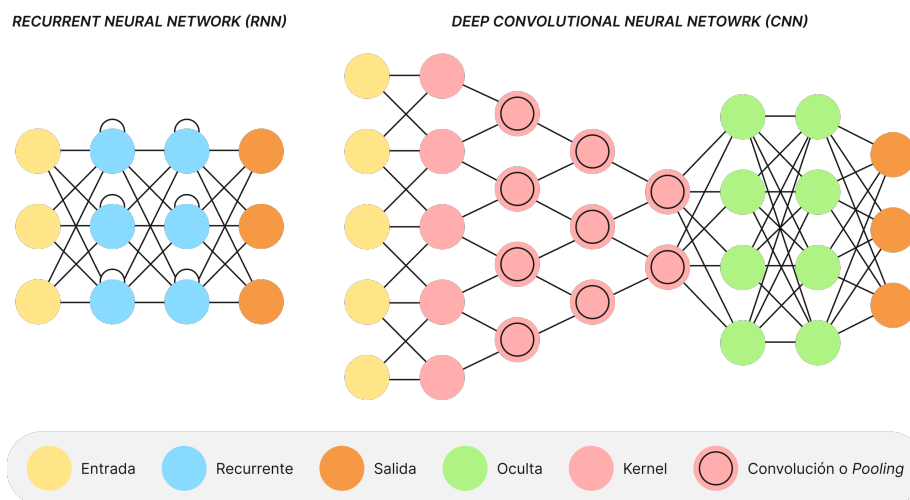 RECURRENT NEURAL NETWORK (RNN)
DEEP CONVOLUTIONAL NEURAL NETOWRK (CNN)
Entrada
Recurrente
Salida
Oculta
Kernel
Convolución o Pooling